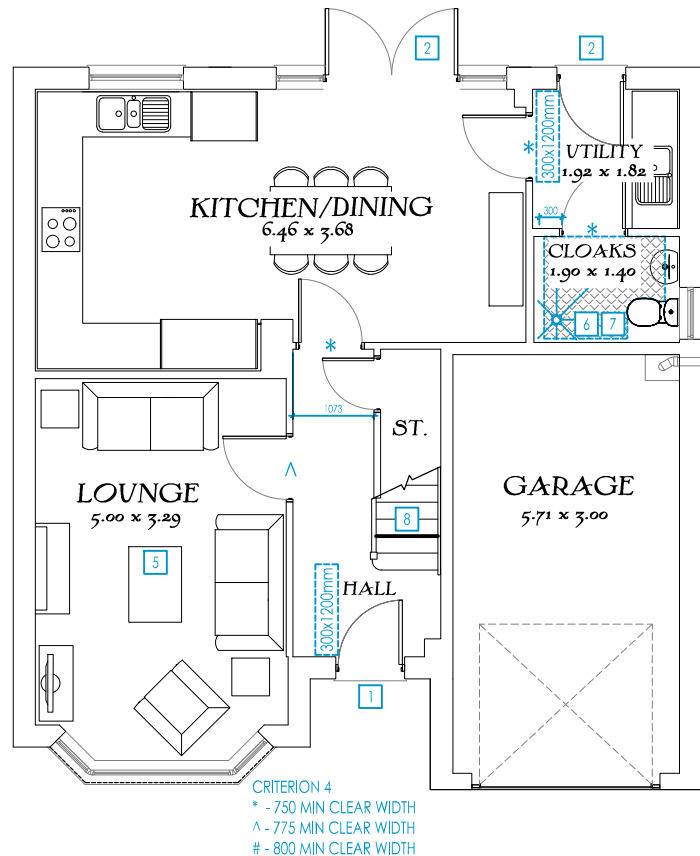 2
2
300x1200mm
*
UTILITY
1.92 x 1.82
KITCHEN/DINING
6.46 x 3.68
300
*
CLOAKS
1.90 x 1.40
6
7
*
1073
ST.
^
LOUNGE
5.00 x 3.29
GARAGE
5.71 x 3.00
8
5
300x1200mm
HALL
1
CRITERION 4
* - 750 MIN CLEAR WIDTH
^ - 775 MIN CLEAR WIDTH
# - 800 MIN CLEAR WIDTH